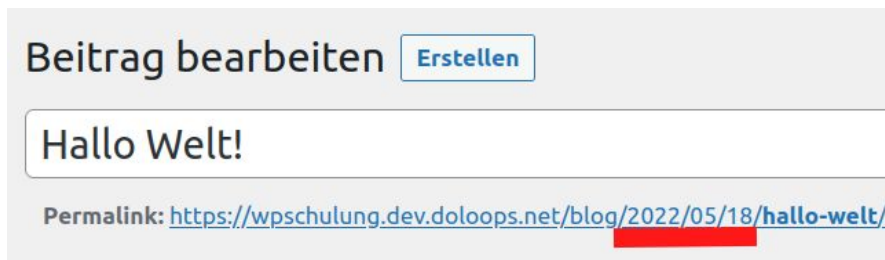 Beitrag bearbeiten Erstellen
Hallo Welt!
Permalink: https://wpschulung.dev.doloops.net/blog/2022/05/18/hallo-welt/